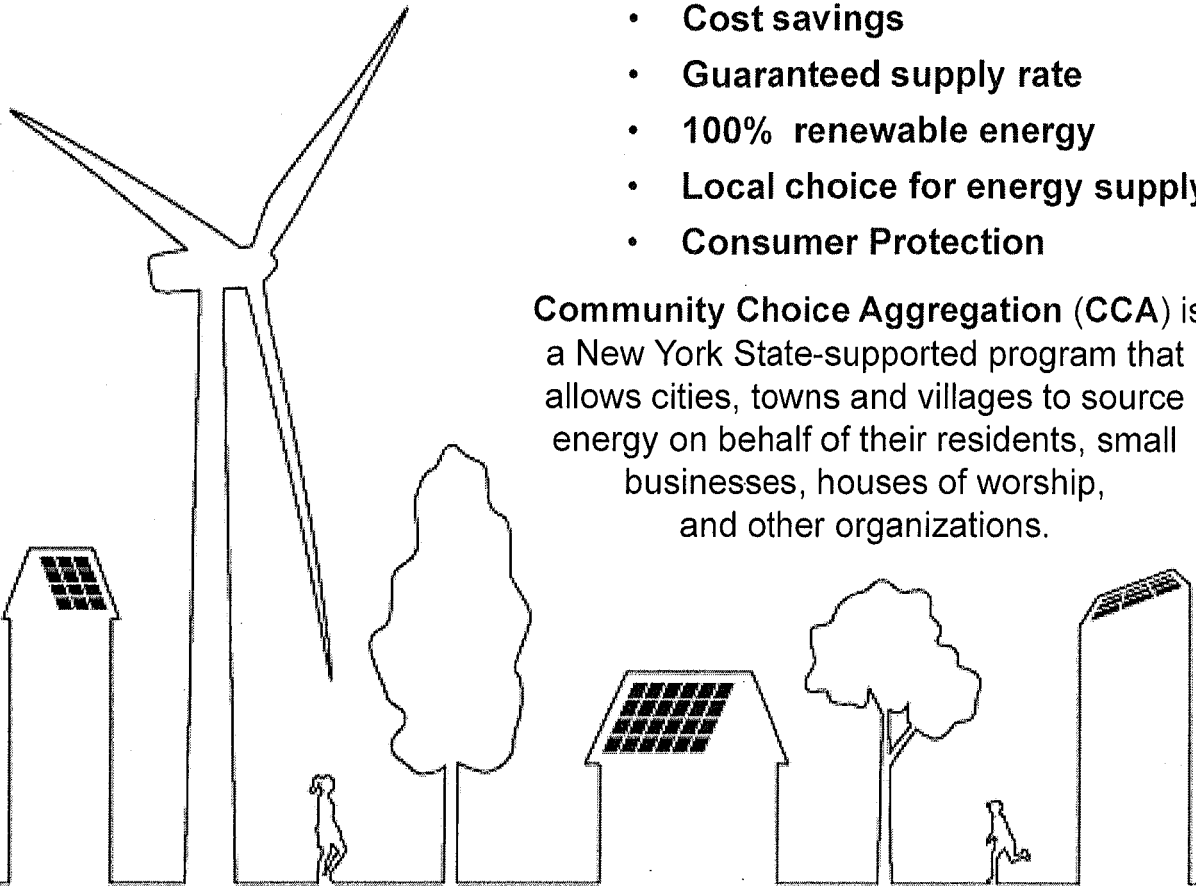 • Cost savings
• Guaranteed supply rate
• 100% renewable energy
• Local choice for energy supply
• Consumer Protection
Community Choice Aggregation (CCA) is
a New York State-supported program that
allows cities, towns and villages to source
energy on behalf of their residents, small
businesses, houses of worship,
and other organizations.